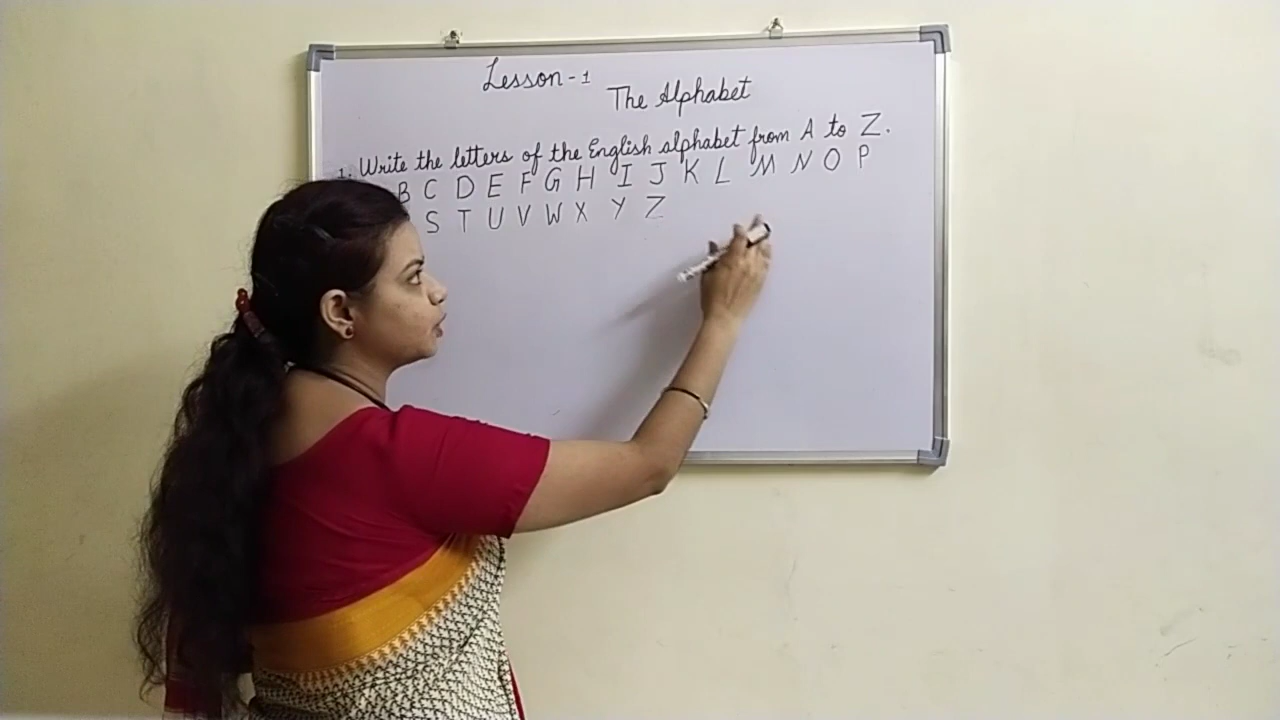 Lesson-1
The Alphabet
1. Write the letters of the English alphabet from A to Z.
B C D E F G H I J K L M N O P
S T U V W X Y Z